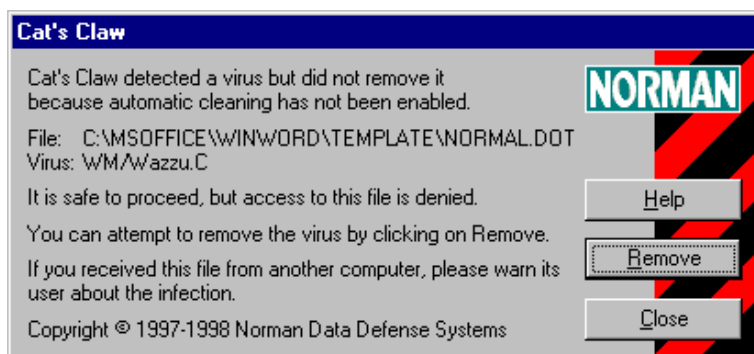 Cat's Claw
Cat's Claw detected a virus but did not remove it
because automatic cleaning has not been enabled.
NORMAN
File: C:\MSOFFICE\WINWORD\TEMPLATE\NORMAL.DOT
Virus: WM/Wazzu.C
It is safe to proceed, but access to this file is denied.
Help
You can attempt to remove the virus by clicking on Remove.
Remove
If you received this file from another computer, please warn its
user about the infection.
Close
Copyright © 1997-1998 Norman Data Defense Systems